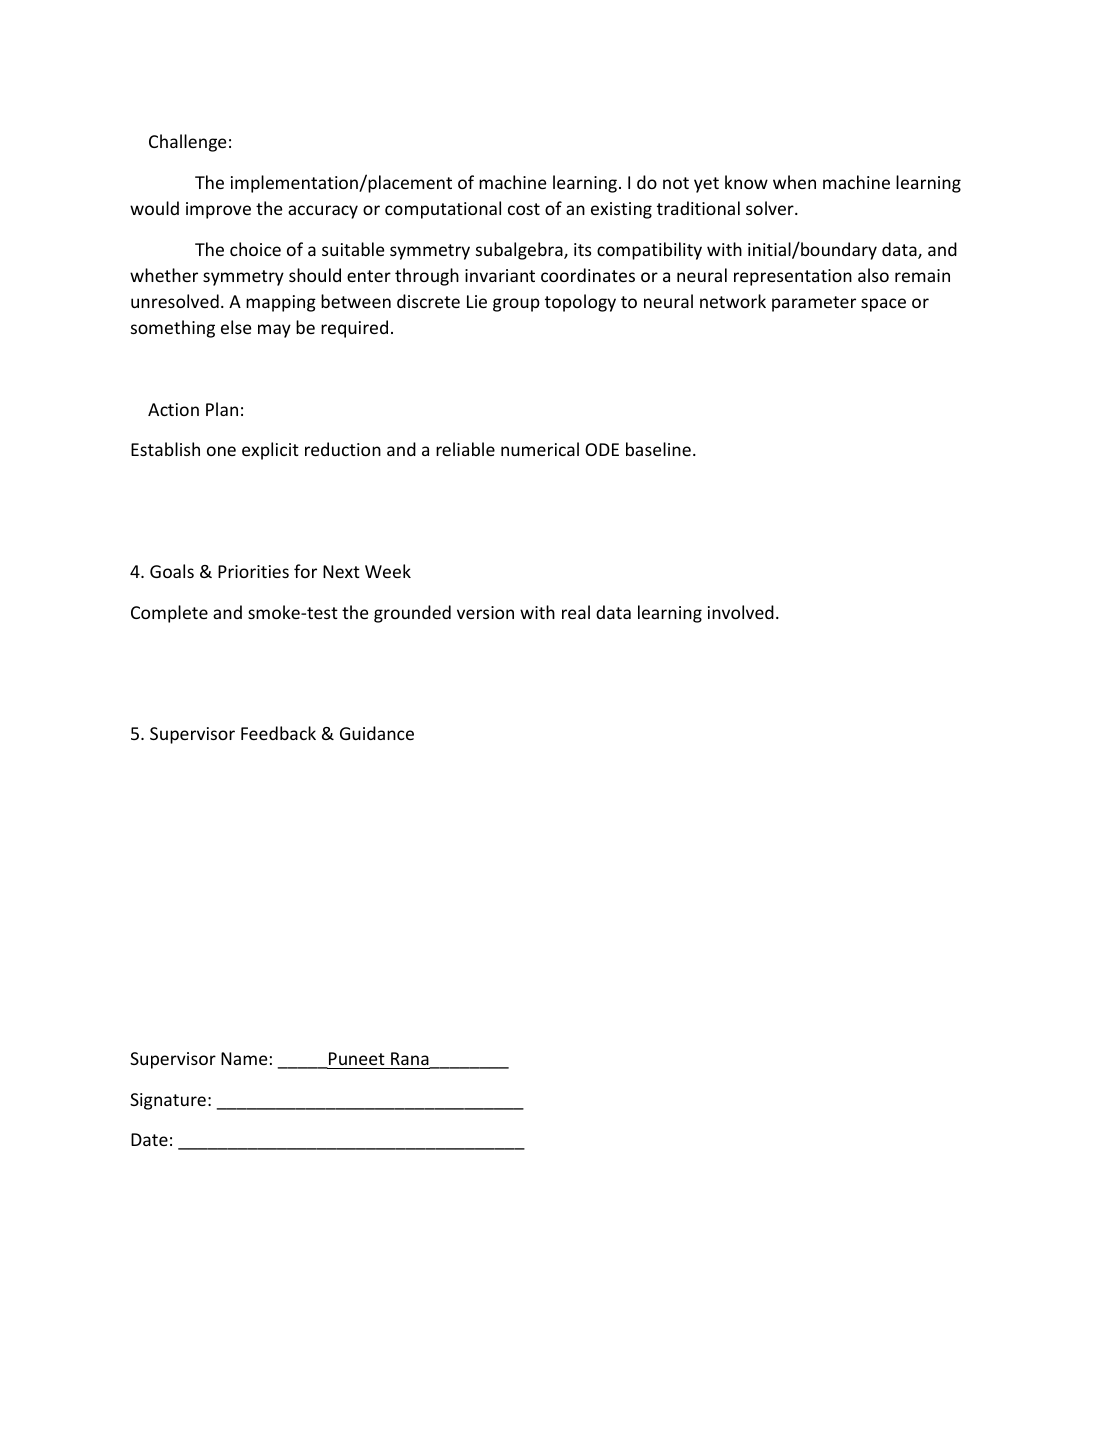 Challenge:
The implementation/placement of machine learning. I do not yet know when machine learning
would improve the accuracy or computational cost of an existing traditional solver.
The choice of a suitable symmetry subalgebra, its compatibility with initial/boundary data, and
whether symmetry should enter through invariant coordinates or a neural representation also remain
unresolved. A mapping between discrete Lie group topology to neural network parameter space or
something else may be required.
Action Plan:
Establish one explicit reduction and a reliable numerical ODE baseline.
4. Goals & Priorities for Next Week
Complete and smoke-test the grounded version with real data learning involved.
5. Supervisor Feedback & Guidance
Supervisor Name: _____Puneet Rana________
Signature: _______________________________
Date: ___________________________________